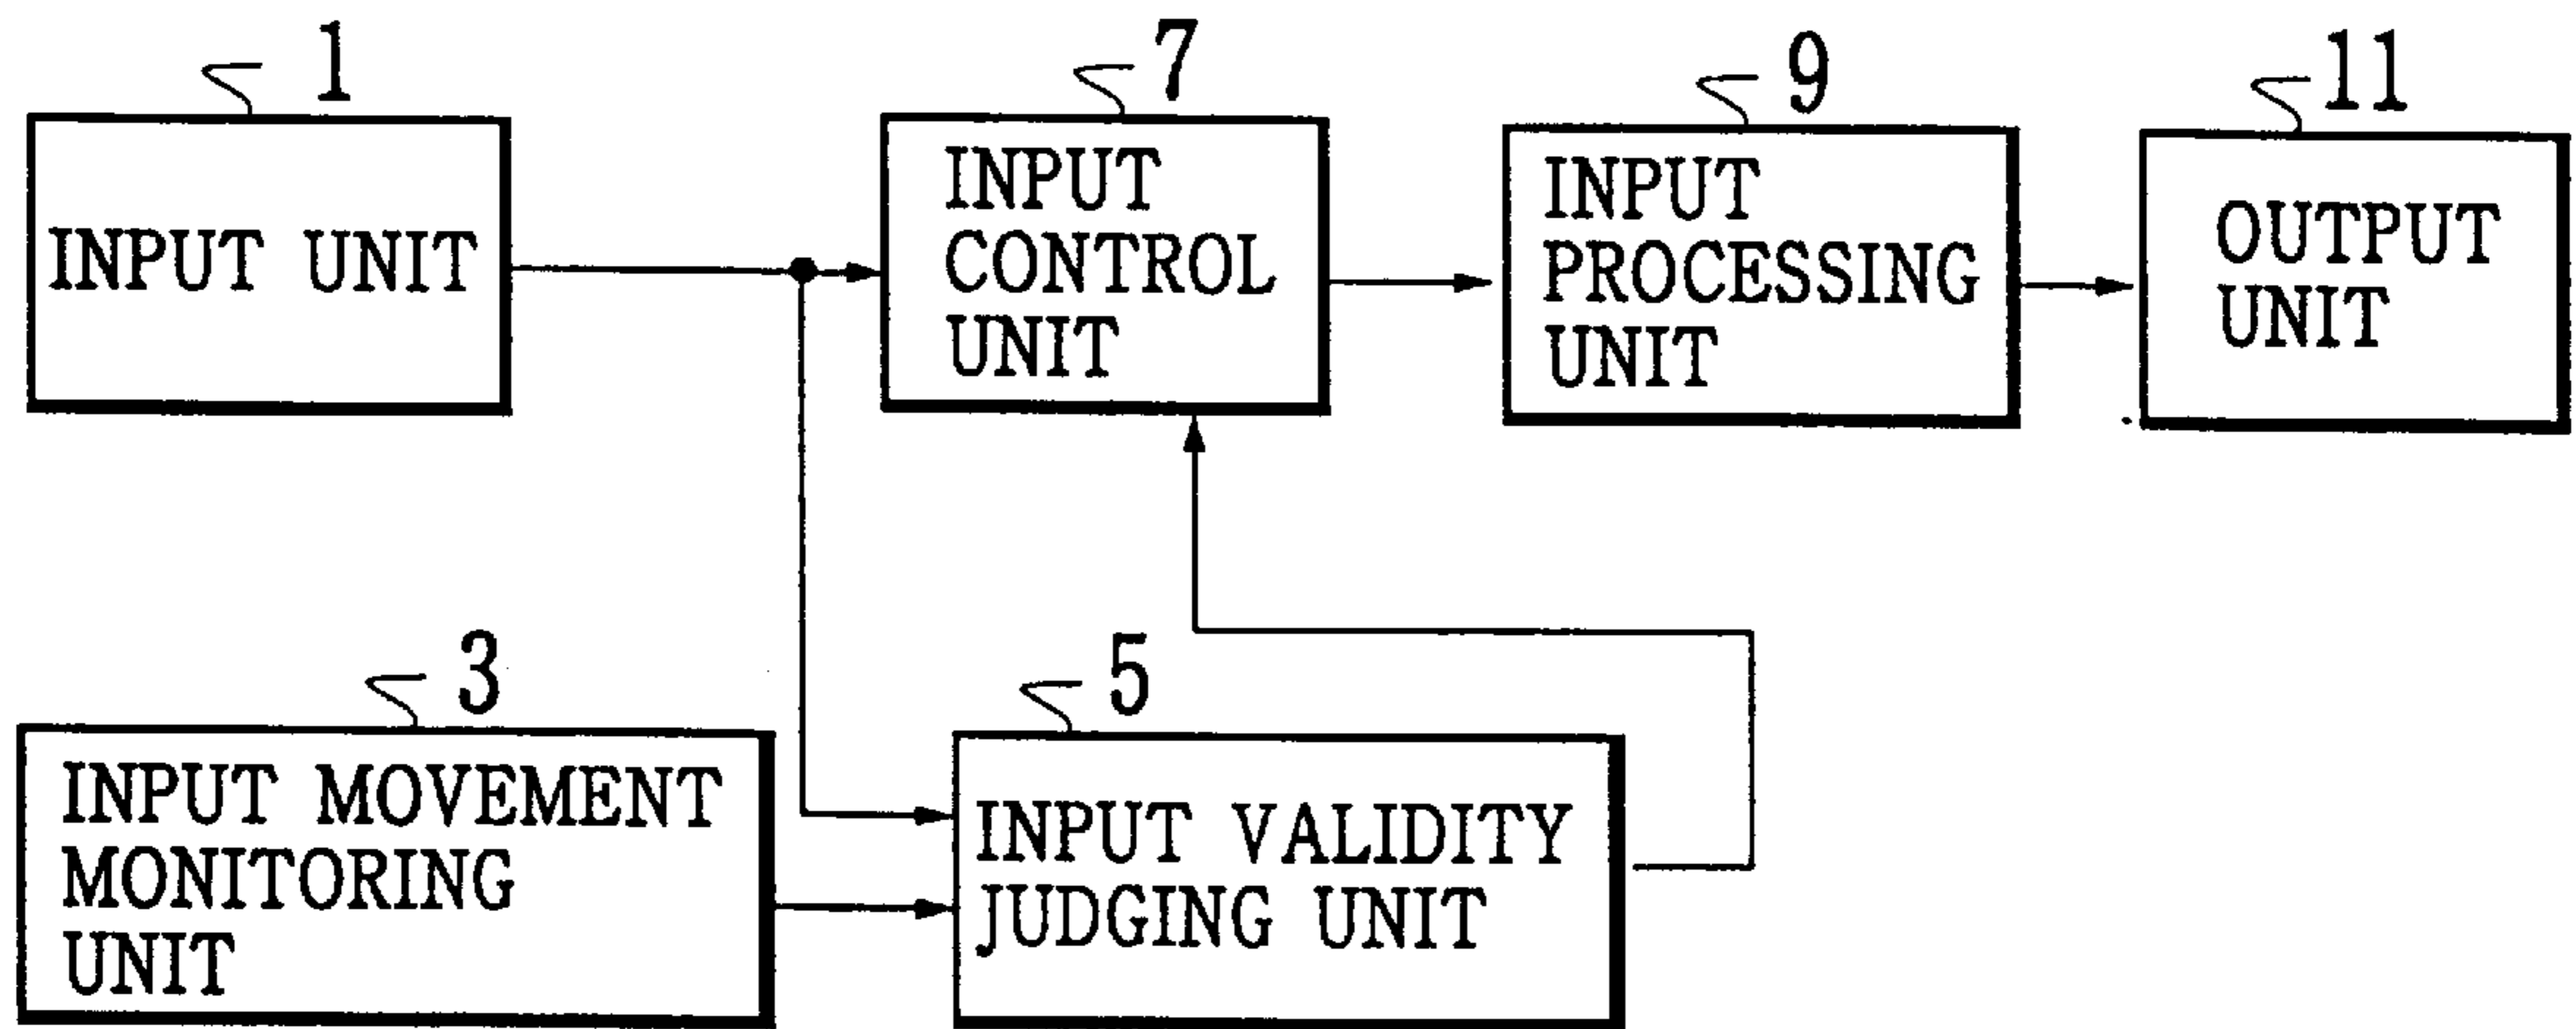 1
INPUT UNIT
7
INPUT
CONTROL
UNIT
9
INPUT
PROCESSING
UNIT
11
OUTPUT
UNIT
3
INPUT MOVEMENT
MONITORING
UNIT
5
INPUT VALIDITY
JUDGING UNIT